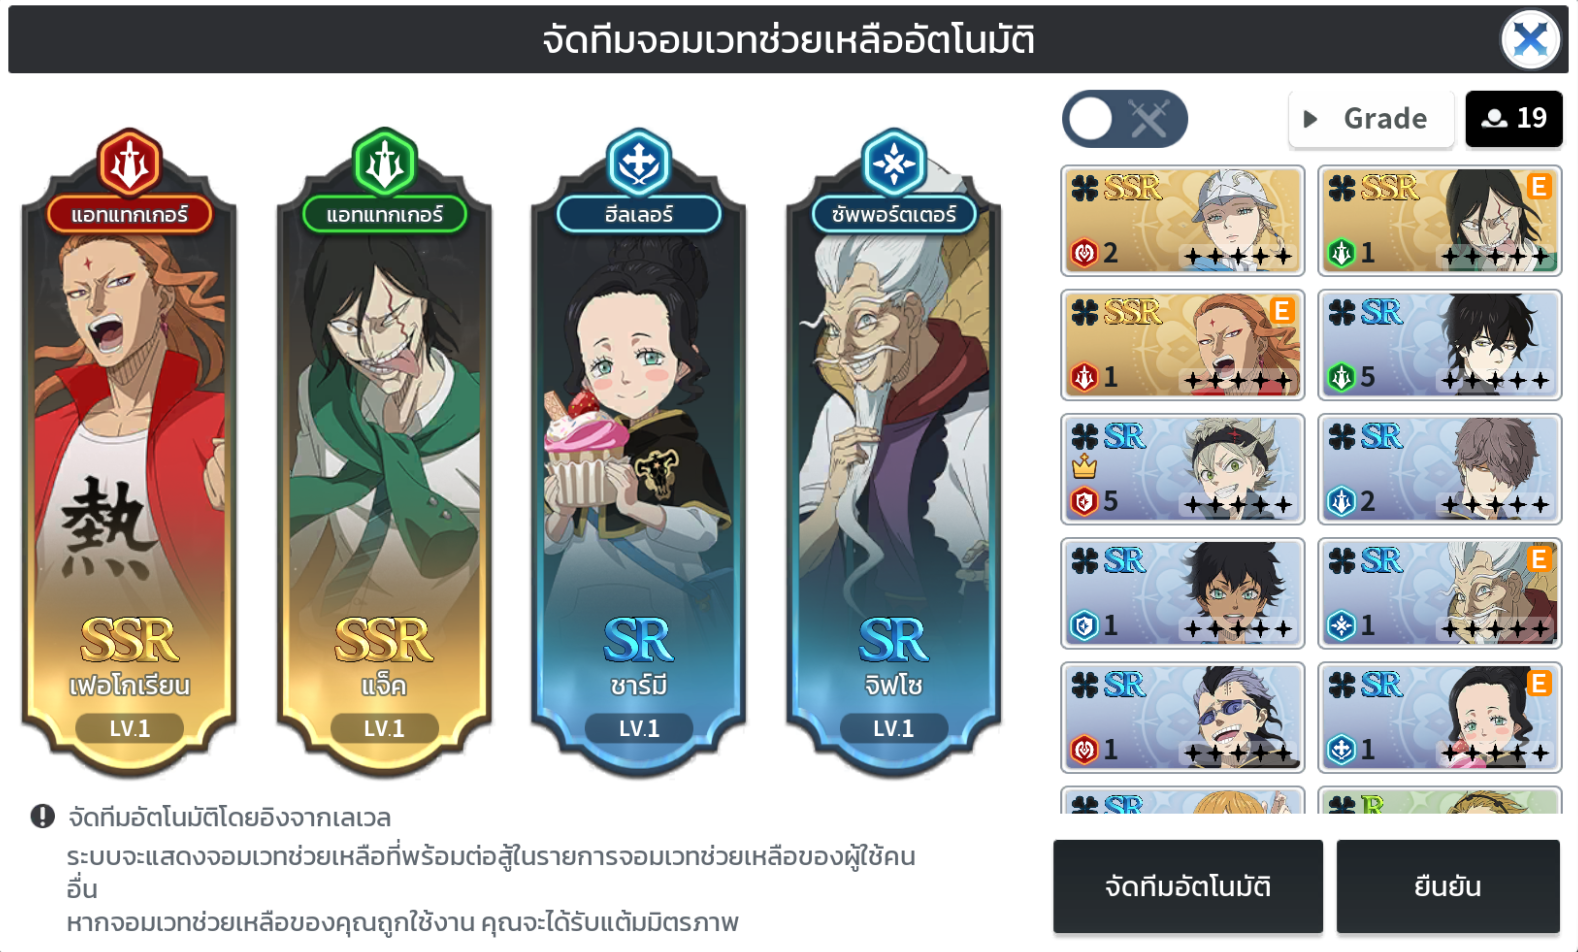 จัดทีมจอมเวทช่วยเหลืออัตโนมัติ
Grade
19
แอทแทกเกอร์
แอทแทกเกอร์
ฮีลเลอร์
ซัพพอร์ตเตอร์
熱
SSR
เฟอโกเรียน
LV.1
SSR
แจ็ค
LV.1
SR
ชาร์มี
LV.1
SR
จิฟโซ
LV.1
SSR
2
SSR
E
1
SSR
E
1
SR
5
SR
5
SR
2
SR
1
SR
E
1
SR
1
SR
E
1
SR
R
จัดทีมอัตโนมัติโดยอิงจากเลเวล
ระบบจะแสดงจอมเวทช่วยเหลือที่พร้อมต่อสู้ในรายการจอมเวทช่วยเหลือของผู้ใช้คน
อื่น
หากจอมเวทช่วยเหลือของคุณถูกใช้งาน คุณจะได้รับแต้มมิตรภาพ
จัดทีมอัตโนมัติ
ยืนยัน